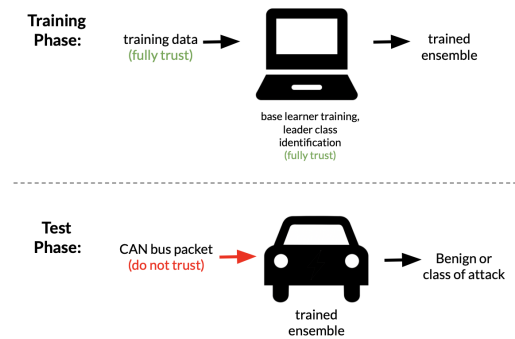 Training
Phase:
training data
(fully trust)
trained
ensemble
base learner training,
leader class
identification
(fully trust)
Test
Phase:
CAN bus packet
(do not trust)
trained
ensemble
Benign or
class of attack